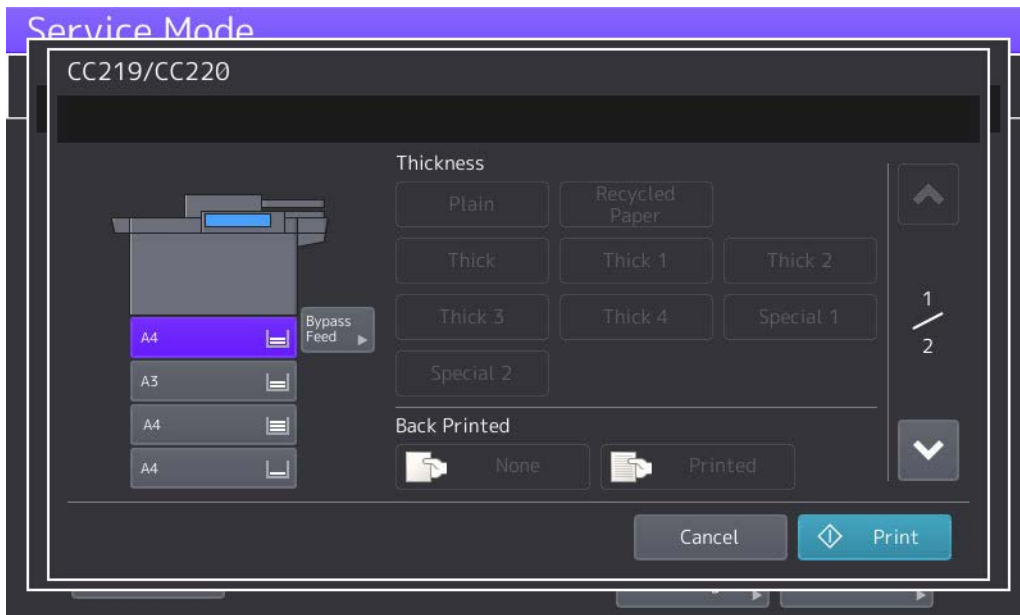 Service Mode
CC219/CC220
Thickness
Plain
Recycled
Paper
Thick
Thick 1
Thick 2
Thick 3
Thick 4
Special 1
Special 2
Bypass
Feed
A4
A3
A4
A4
Back Printed
None
Printed
1
2
Cancel
Print